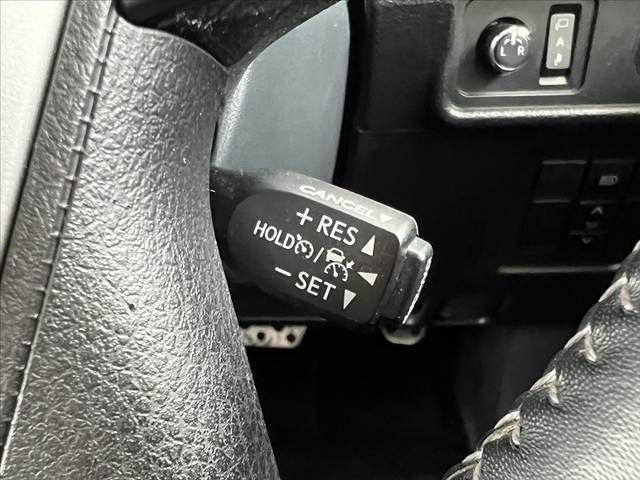 L R
A
CANCEL▼
+ RES ▲
HOLD / ◀
− SET ▼